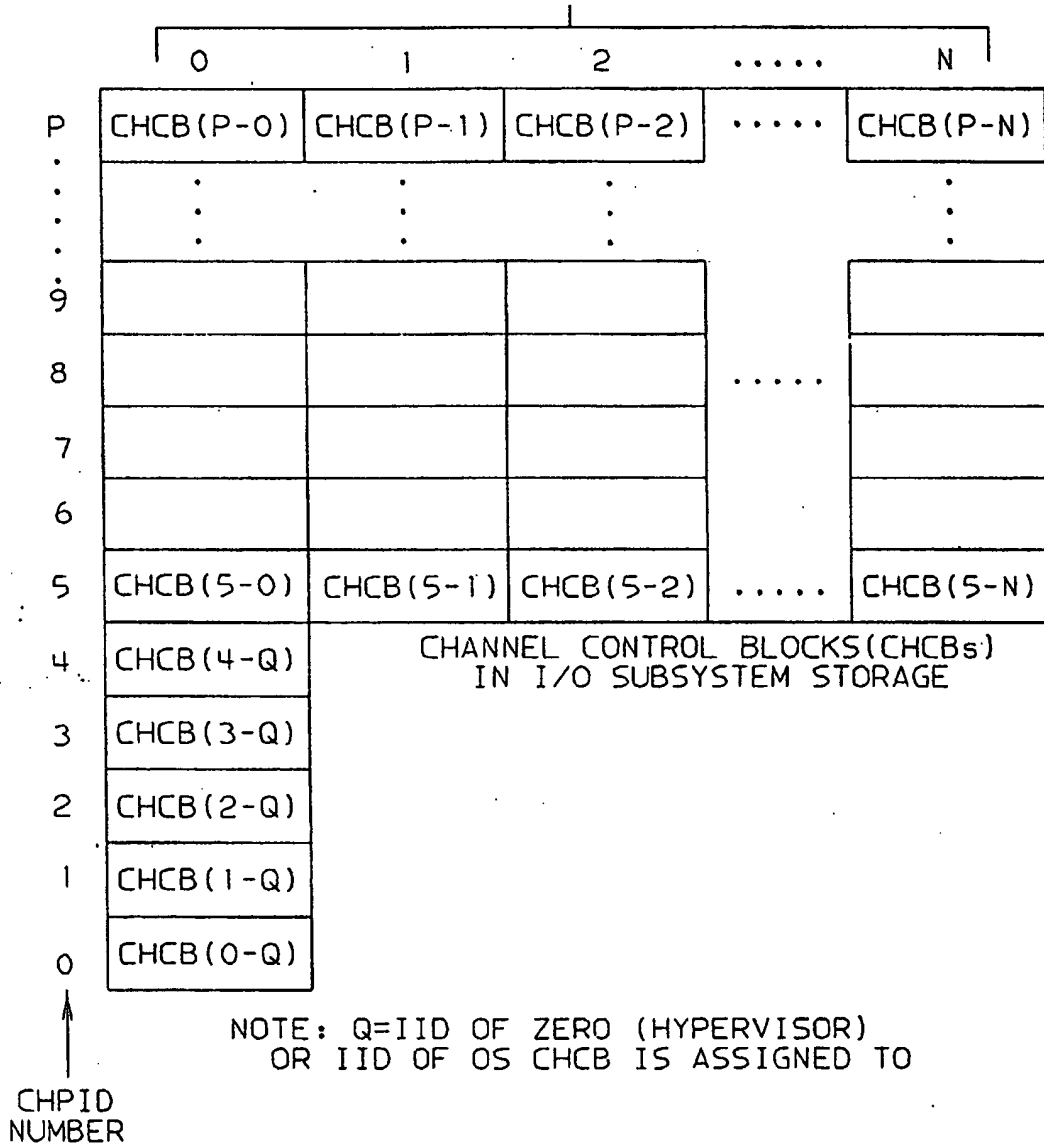 0 1 2 ..... N
P CHCB(P-0) CHCB(P-1) CHCB(P-2) ..... CHCB(P-N)
9
8 .....
7
6
5 CHCB(5-0) CHCB(5-1) CHCB(5-2) ..... CHCB(5-N)
4 CHCB(4-Q)
CHANNEL CONTROL BLOCKS(CHCBs)
IN I/O SUBSYSTEM STORAGE
3 CHCB(3-Q)
2 CHCB(2-Q)
1 CHCB(1-Q)
0 CHCB(0-Q)
NOTE: Q=IID OF ZERO (HYPERVISOR)
OR IID OF OS CHCB IS ASSIGNED TO
CHPID
NUMBER